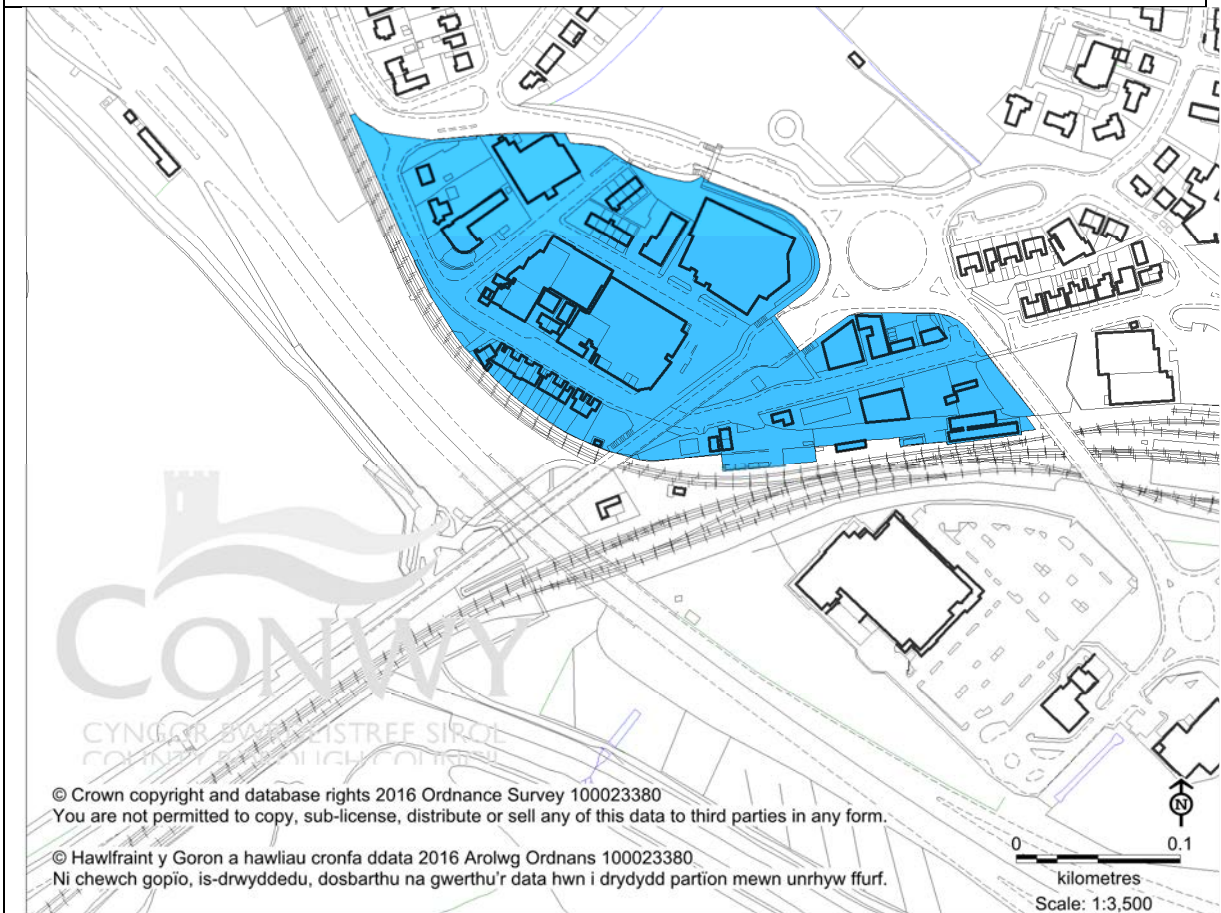 CONWY
CYNGOR BWRDEISTREF SIROL
COUNTY BOROUGH COUNCIL
© Crown copyright and database rights 2016 Ordnance Survey 100023380
You are not permitted to copy, sub-license, distribute or sell any of this data to third parties in any form.
© Hawlfraint y Goron a hawliau cronfa ddata 2016 Arolwg Ordnans 100023380
Ni chewch gopïo, is-drwyddedu, dosbarthu na gwerthu'r data hwn i drydydd partïon mewn unrhyw ffurf.
N
0 0.1
kilometres
Scale: 1:3,500